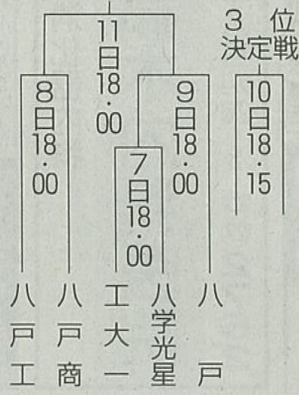 ３位
決定戦
11日18・00
8日18・00
9日18・00
10日18・15
7日18・00
八戸工
八戸商
工大一
八学光星
八戸